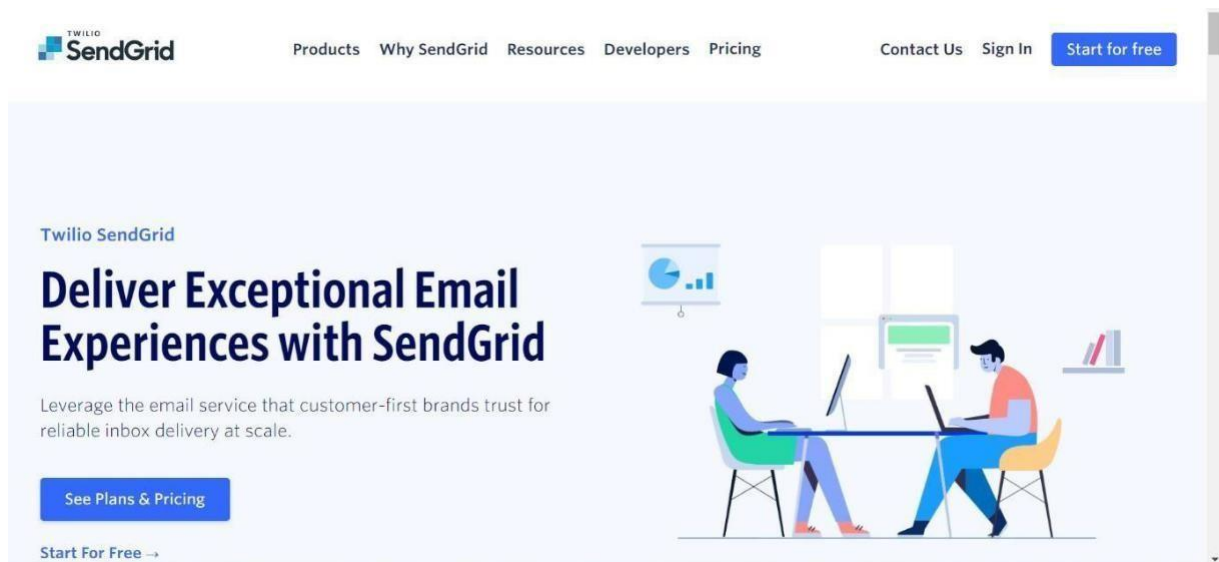 TWILIO
SendGrid
Products Why SendGrid Resources Developers Pricing Contact Us Sign In Start for free
Twilio SendGrid
Deliver Exceptional Email
Experiences with SendGrid
Leverage the email service that customer-first brands trust for
reliable inbox delivery at scale.
See Plans & Pricing
Start For Free →